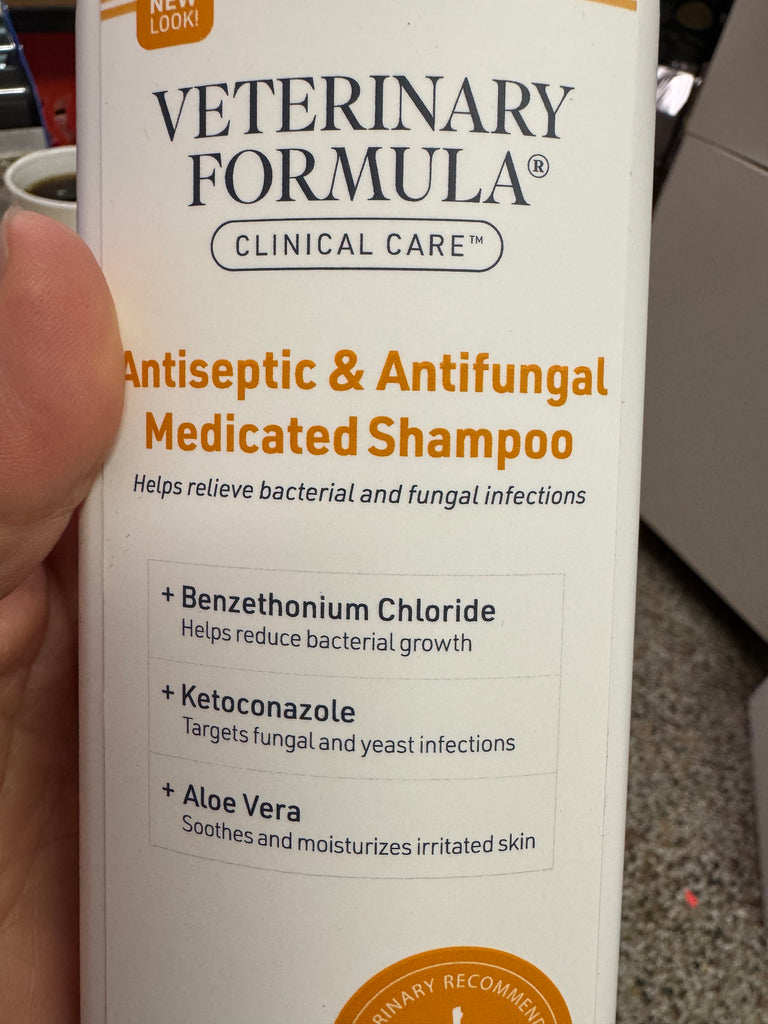 NEW
LOOK!
VETERINARY
FORMULA®
CLINICAL CARE™
Antiseptic & Antifungal
Medicated Shampoo
Helps relieve bacterial and fungal infections
+ Benzethonium Chloride
Helps reduce bacterial growth
+ Ketoconazole
Targets fungal and yeast infections
+ Aloe Vera
Soothes and moisturizes irritated skin